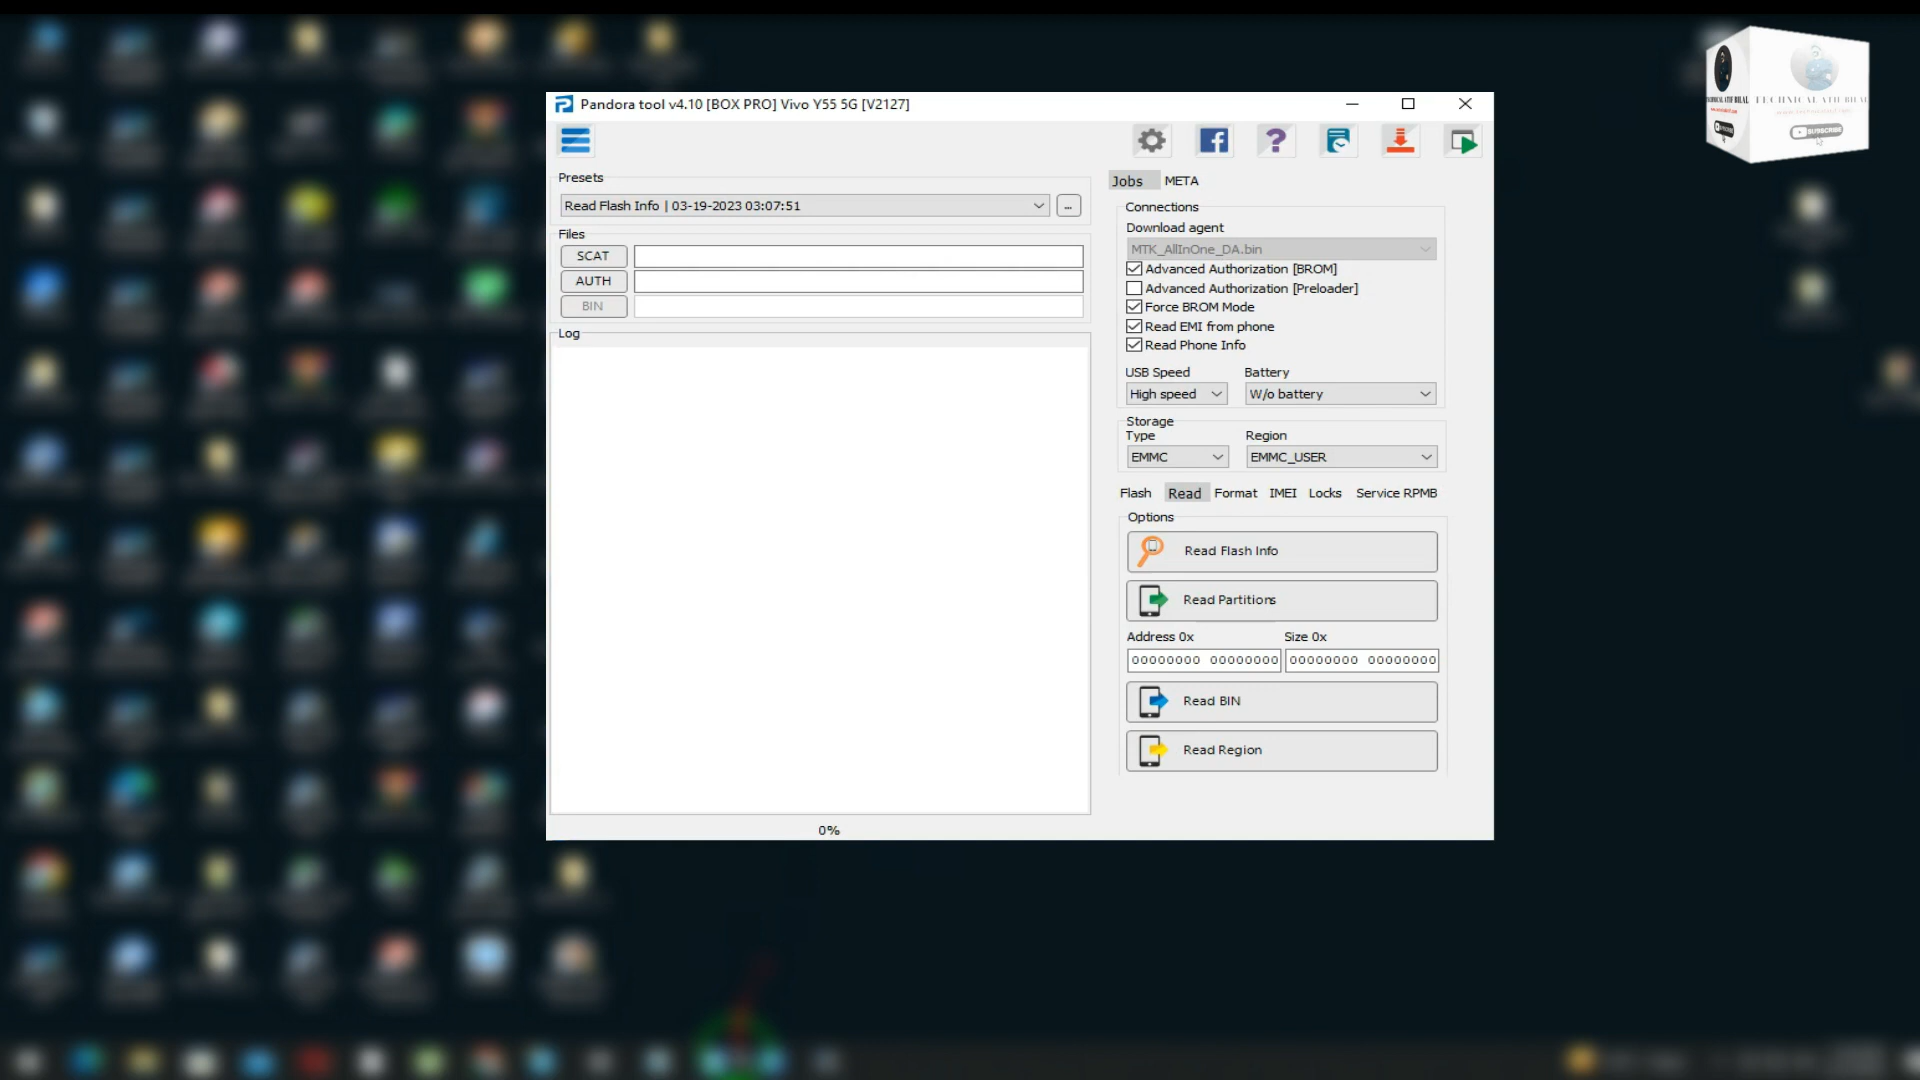 Pandora tool v4.10 [BOX PRO] Vivo Y55 5G [V2127]
Presets
Read Flash Info | 03-19-2023 03:07:51
...
Files
SCAT
AUTH
BIN
Log
0%
Jobs META
Connections
Download agent
MTK_AllInOne_DA.bin
Advanced Authorization [BROM]
Advanced Authorization [Preloader]
Force BROM Mode
Read EMI from phone
Read Phone Info
USB Speed Battery
High speed W/o battery
Storage
Type Region
EMMC EMMC_USER
Flash Read Format IMEI Locks Service RPMB
Options
Read Flash Info
Read Partitions
Address 0x Size 0x
00000000 00000000 00000000 00000000
Read BIN
Read Region
TECHNICAL ATIF BILAL
SUBSCRIBE